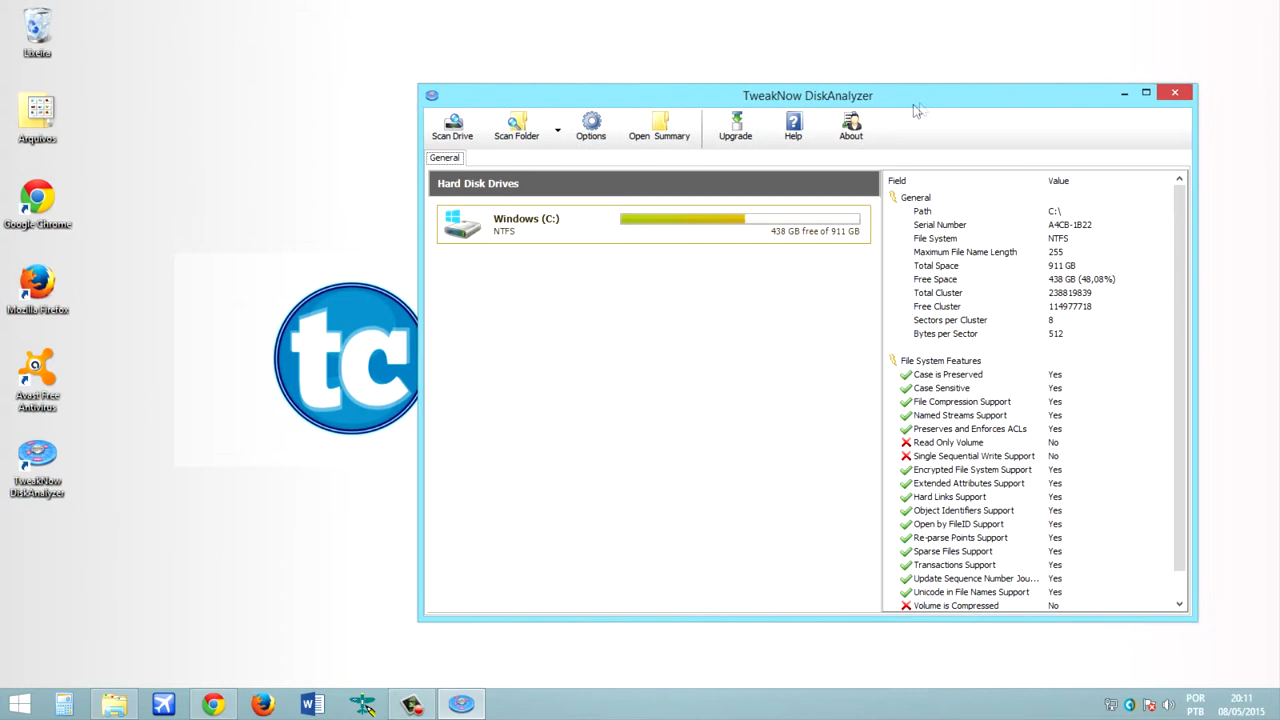 Lixeira
Arquivos
Google Chrome
Mozilla Firefox
Avast Free
Antivirus
TweakNow
DiskAnalyzer
tc
TweakNow DiskAnalyzer
Scan Drive
Scan Folder
Options
Open Summary
Upgrade
Help
About
General
Hard Disk Drives
Windows (C:)
NTFS
438 GB free of 911 GB
Field Value
General
Path C:\
Serial Number A4CB-1B22
File System NTFS
Maximum File Name Length 255
Total Space 911 GB
Free Space 438 GB (48,08%)
Total Cluster 238819839
Free Cluster 114977718
Sectors per Cluster 8
Bytes per Sector 512
File System Features
Case is Preserved Yes
Case Sensitive Yes
File Compression Support Yes
Named Streams Support Yes
Preserves and Enforces ACLs Yes
Read Only Volume No
Single Sequential Write Support No
Encrypted File System Support Yes
Extended Attributes Support Yes
Hard Links Support Yes
Object Identifiers Support Yes
Open by FileID Support Yes
Re-parse Points Support Yes
Sparse Files Support Yes
Transactions Support Yes
Update Sequence Number Jou... Yes
Unicode in File Names Support Yes
Volume is Compressed No
POR
PTB
20:11
08/05/2015